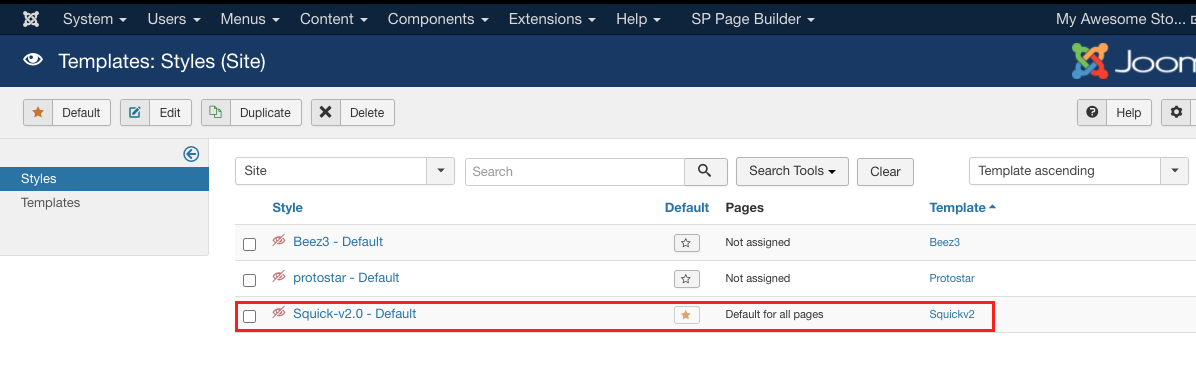 System Users Menus Content Components Extensions Help SP Page Builder My Awesome Sto...
Templates: Styles (Site)
Default Edit Duplicate Delete Help
Styles
Templates
Site Search Search Tools Clear Template ascending
Style Default Pages Template
Beez3 - Default Not assigned Beez3
protostar - Default Not assigned Protostar
Squick-v2.0 - Default Default for all pages Squickv2